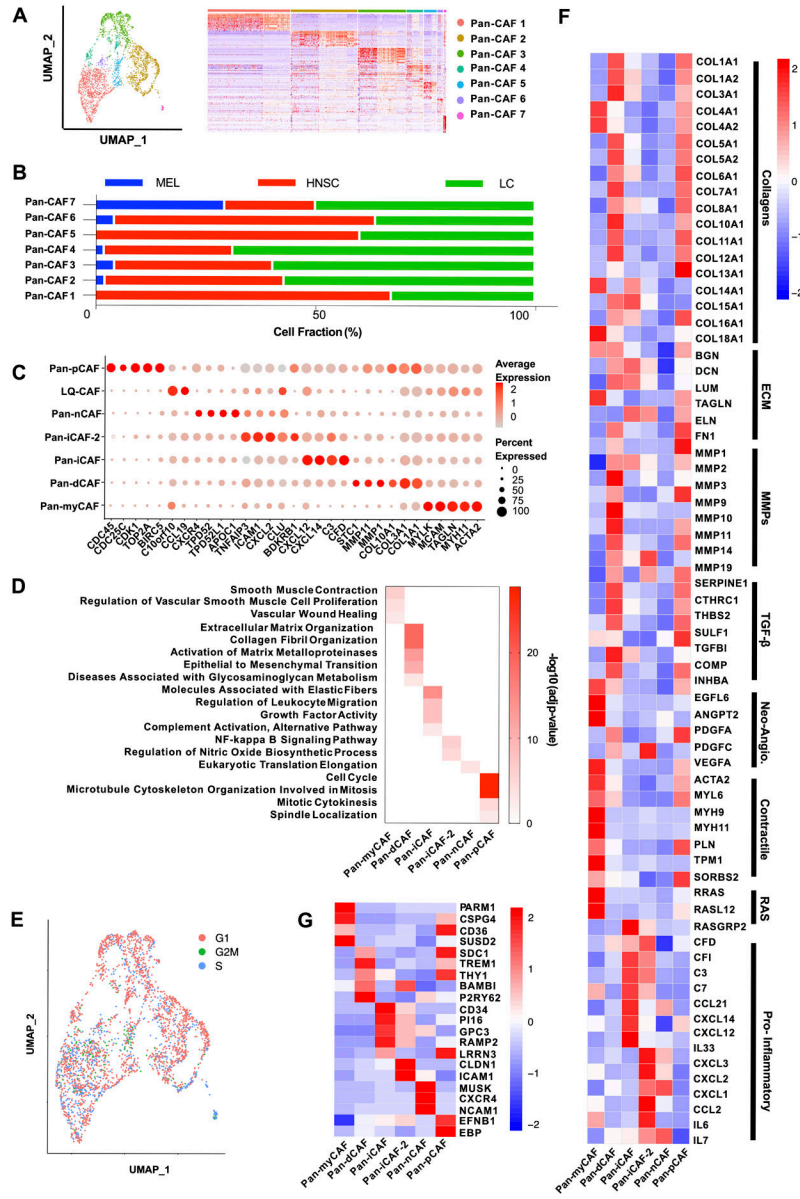 A
UMAP_2
UMAP_1
Pan-CAF 1
Pan-CAF 2
Pan-CAF 3
Pan-CAF 4
Pan-CAF 5
Pan-CAF 6
Pan-CAF 7
B
MEL
HNSC
LC
Pan-CAF 7
Pan-CAF 6
Pan-CAF 5
Pan-CAF 4
Pan-CAF 3
Pan-CAF 2
Pan-CAF 1
0
50
100
Cell Fraction (%)
C
Pan-pCAF
LQ-CAF
Pan-nCAF
Pan-iCAF-2
Pan-iCAF
Pan-dCAF
Pan-myCAF
CDC45
CDC25C
CDK1
TOP2A
BIRC5
C10orf10
CCL19
CXCR4
TPD52
TPD52L1
APOC1
TNFAIP3
ICAM1
CXCL2
CLU
BDKRB1
CXCL12
CXCL14
C3
CFD
STC1
MMP11
MMP1
COL10A1
COL3A1
COL1A1
MYLK
MCAM
TAGLN
MYH11
ACTA2
Average
Expression
2
1
0
Percent
Expressed
0
25
50
75
100
D
Smooth Muscle Contraction
Regulation of Vascular Smooth Muscle Cell Proliferation
Vascular Wound Healing
Extracellular Matrix Organization
Collagen Fibril Organization
Activation of Matrix Metalloproteinases
Epithelial to Mesenchymal Transition
Diseases Associated with Glycosaminoglycan Metabolism
Molecules Associated with Elastic Fibers
Regulation of Leukocyte Migration
Growth Factor Activity
Complement Activation, Alternative Pathway
NF-kappa B Signaling Pathway
Regulation of Nitric Oxide Biosynthetic Process
Eukaryotic Translation Elongation
Cell Cycle
Microtubule Cytoskeleton Organization Involved in Mitosis
Mitotic Cytokinesis
Spindle Localization
Pan-myCAF
Pan-dCAF
Pan-iCAF
Pan-iCAF-2
Pan-nCAF
Pan-pCAF
20
10
0
-log10 (adj.p-value)
E
UMAP_2
UMAP_1
G1
G2M
S
G
PARM1
CSPG4
CD36
SUSD2
SDC1
TREM1
THY1
BAMBI
P2RY62
CD34
PI16
GPC3
RAMP2
LRRN3
CLDN1
ICAM1
MUSK
CXCR4
NCAM1
EFNB1
EBP
Pan-myCAF
Pan-dCAF
Pan-iCAF
Pan-iCAF-2
Pan-nCAF
Pan-pCAF
2
1
0
-1
-2
F
COL1A1
COL1A2
COL3A1
COL4A1
COL4A2
COL5A1
COL5A2
COL6A1
COL7A1
COL8A1
COL10A1
COL11A1
COL12A1
COL13A1
COL14A1
COL15A1
COL16A1
COL18A1
BGN
DCN
LUM
TAGLN
ELN
FN1
MMP1
MMP2
MMP3
MMP9
MMP10
MMP11
MMP14
MMP19
SERPINE1
CTHRC1
THBS2
SULF1
TGFBI
COMP
INHBA
EGFL6
ANGPT2
PDGFA
PDGFC
VEGFA
ACTA2
MYL6
MYH9
MYH11
PLN
TPM1
SORBS2
RRAS
RASL12
RASGRP2
CFD
CFI
C3
C7
CCL21
CXCL14
CXCL12
IL33
CXCL3
CXCL2
CXCL1
CCL2
IL6
IL7
Collagens
ECM
MMPs
TGF-β
Neo-Angio.
Contractile
RAS
Pro- Inflammatory
2
1
0
-1
-2
Pan-myCAF
Pan-dCAF
Pan-iCAF
Pan-iCAF-2
Pan-nCAF
Pan-pCAF